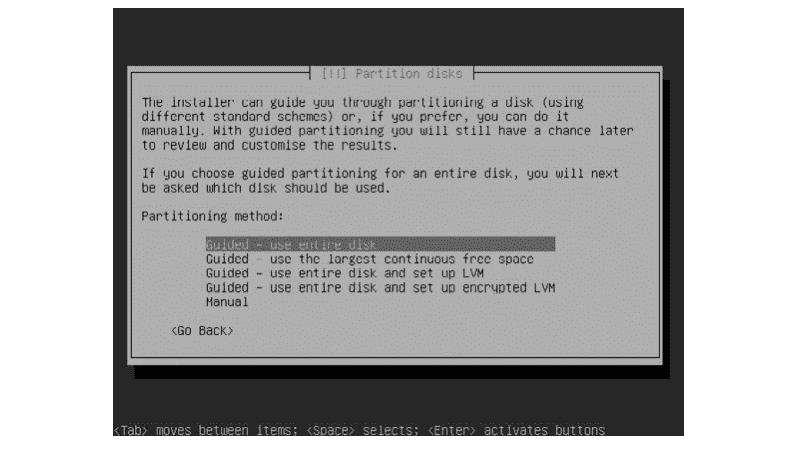 [!!] Partition disks
The installer can guide you through partitioning a disk (using
different standard schemes) or, if you prefer, you can do it
manually. With guided partitioning you will still have a chance later
to review and customise the results.
If you choose guided partitioning for an entire disk, you will next
be asked which disk should be used.
Partitioning method:
Guided - use entire disk
Guided - use the largest continuous free space
Guided - use entire disk and set up LVM
Guided - use entire disk and set up encrypted LVM
Manual
<Go Back>
<Tab> moves between items; <Space> selects; <Enter> activates buttons